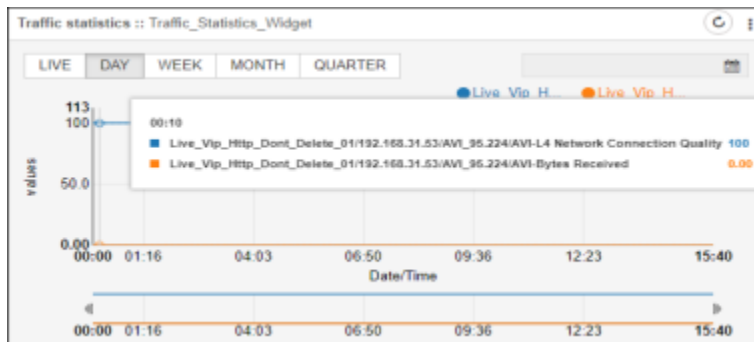 Traffic statistics :: Traffic_Statistics_Widget
LIVE DAY WEEK MONTH QUARTER
Live_Vip_H... Live_Vip_H...
113
100
00:10
Live_Vip_Http_Dont_Delete_01/192.168.31.53/AVI_95.224/AVI-L4 Network Connection Quality 100
Live_Vip_Http_Dont_Delete_01/192.168.31.53/AVI_95.224/AVI-Bytes Received 0.00
values
50.0
0.00
00:00 01:16 04:03 06:50 09:36 12:23 15:40
Date/Time
00:00 01:16 04:03 06:50 09:36 12:23 15:40